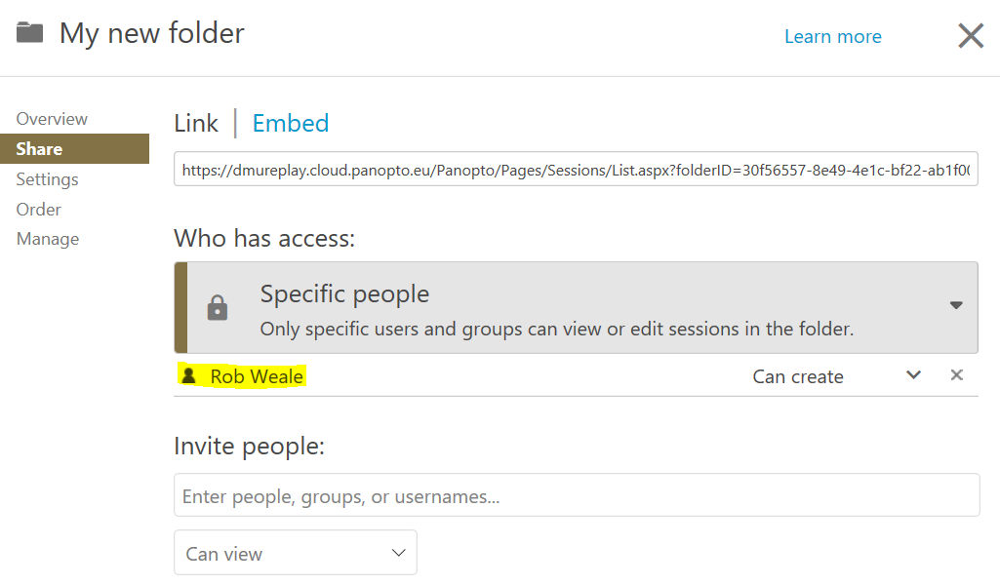 My new folder
Learn more
Overview
Share
Settings
Order
Manage
Link | Embed
https://dmureplay.cloud.panopto.eu/Panopto/Pages/Sessions/List.aspx?folderID=30f56557-8e49-4e1c-bf22-ab1f00
Who has access:
Specific people
Only specific users and groups can view or edit sessions in the folder.
Rob Weale Can create
Invite people:
Enter people, groups, or usernames...
Can view